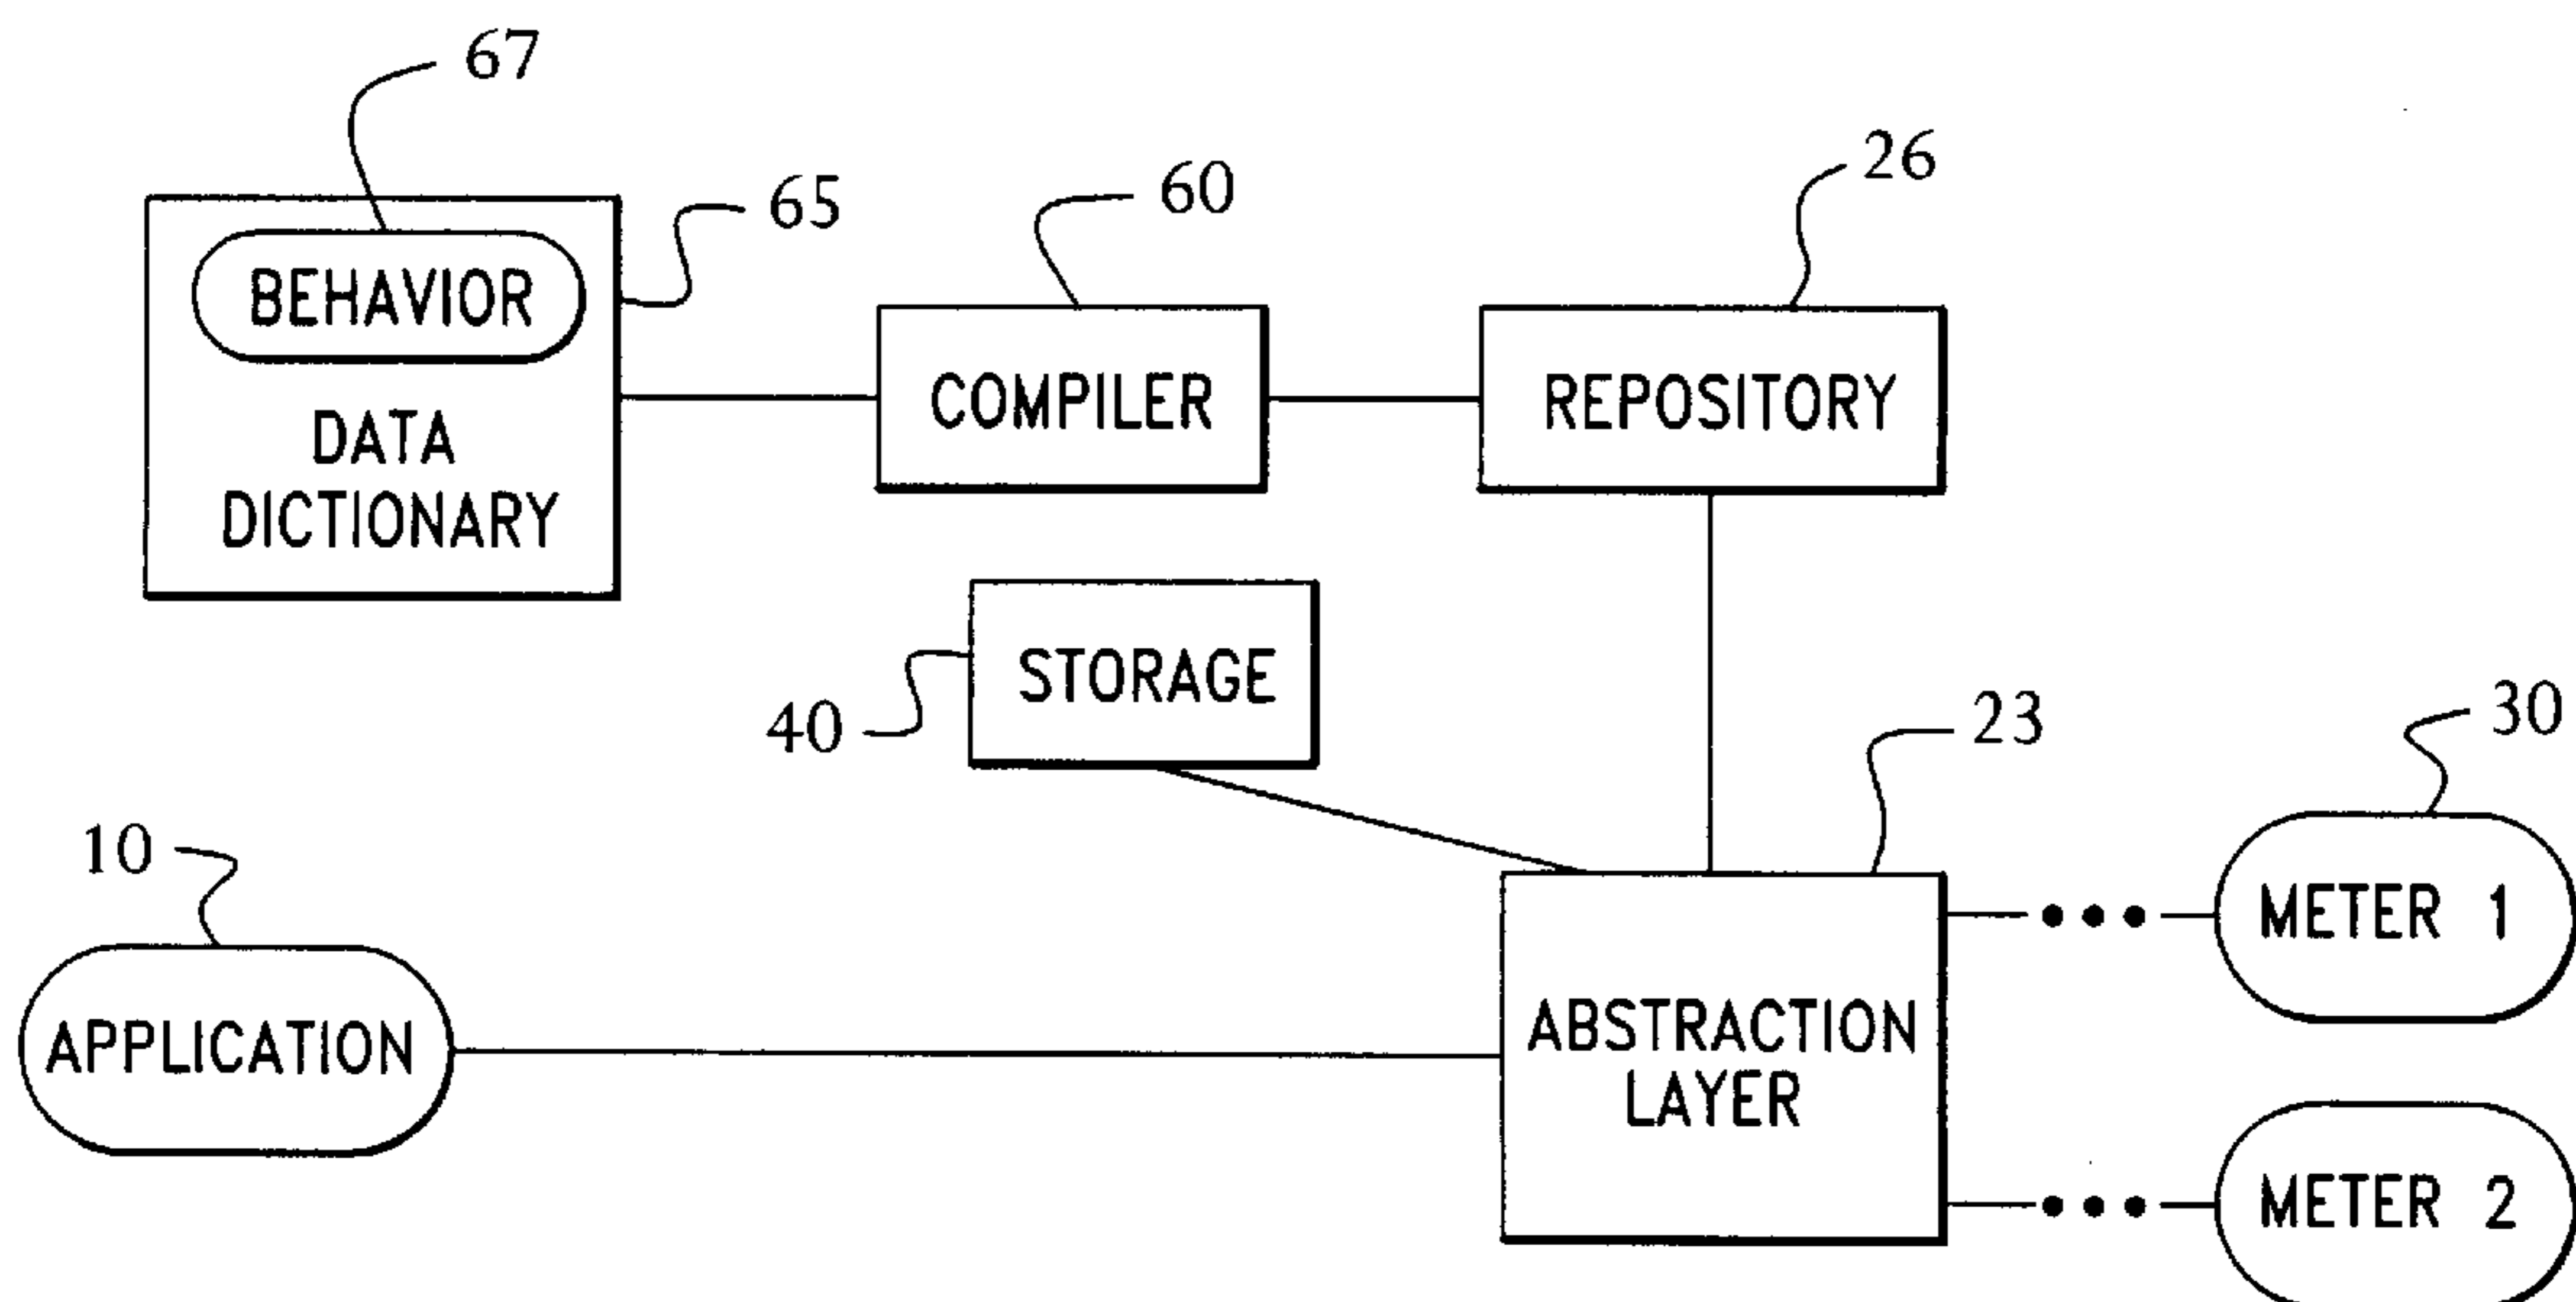 67
26
60
65
BEHAVIOR
COMPILER
REPOSITORY
DATA
DICTIONARY
STORAGE
40
23
30
10
METER 1
APPLICATION
ABSTRACTION
LAYER
METER 2